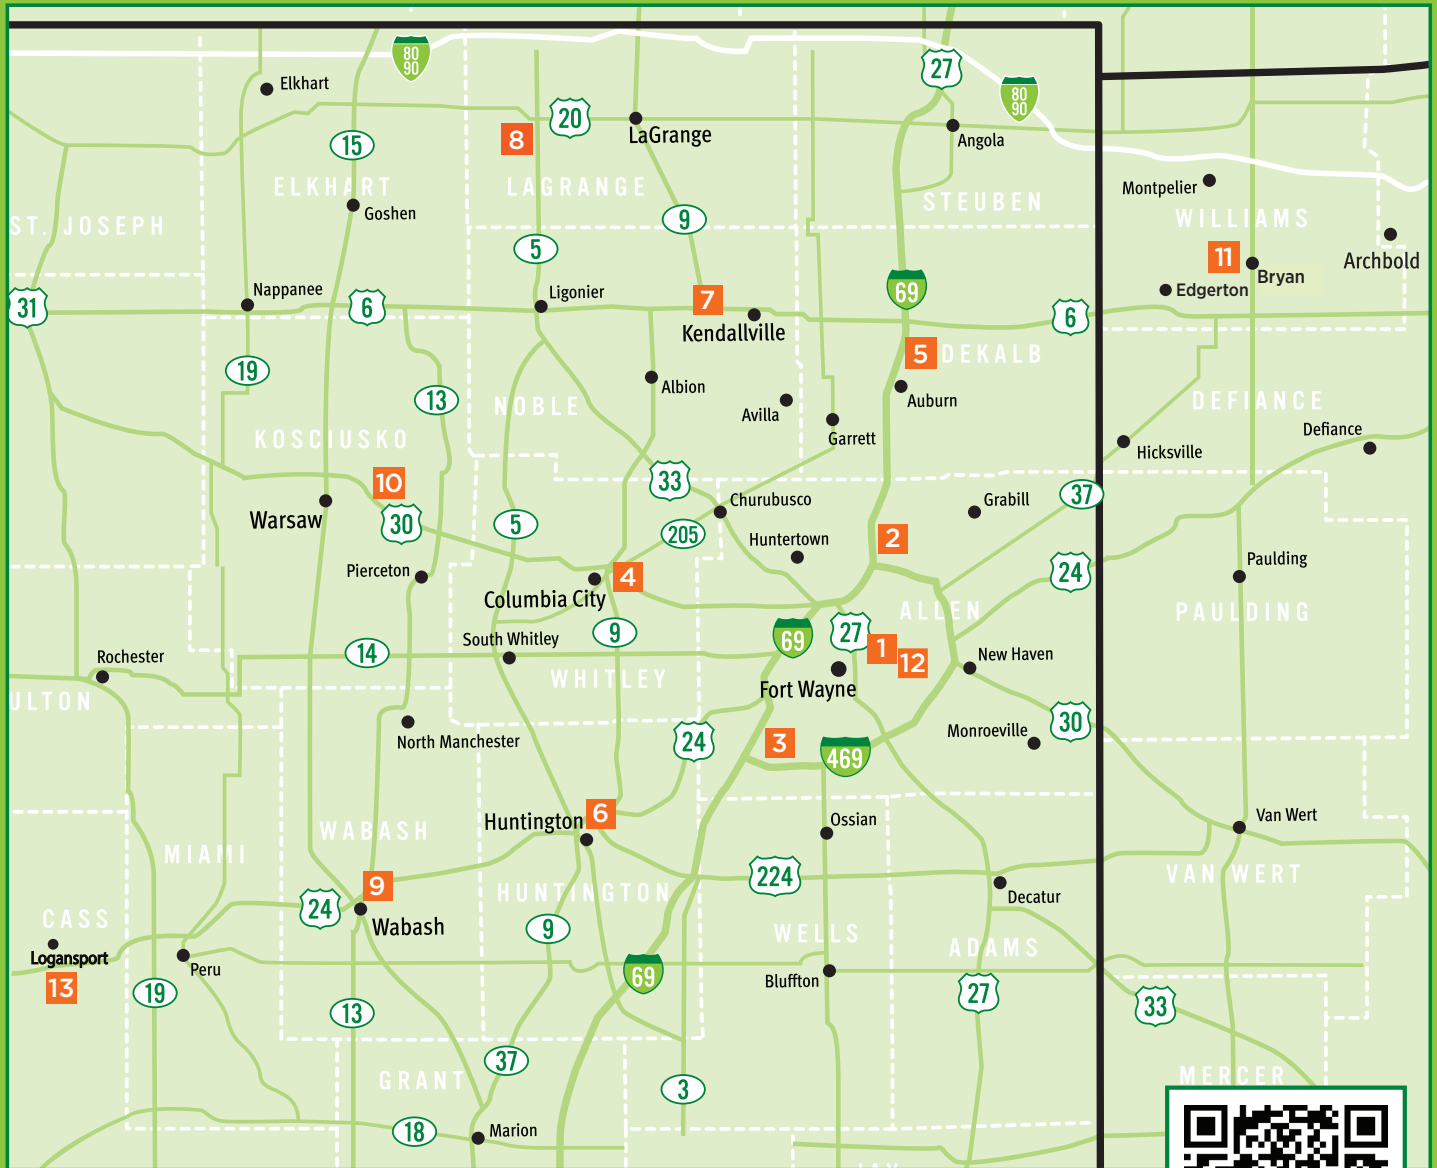 80
90
27
80
90
Elkhart
20
8
LaGrange
15
Angola
ELKHART
LAGRANGE
Montpelier
STEUBEN
Goshen
9
WILLIAMS
ST. JOSEPH
5
11
Archbold
Bryan
Nappanee
Ligonier
69
Edgerton
31
6
7
6
Kendallville
5
DEKALB
19
Albion
13
Auburn
DEFIANCE
NOBLE
Avilla
Garrett
Defiance
KOSCIUSKO
Hicksville
10
33
37
Warsaw
30
5
Churubusco
Grabill
205
Huntertown
2
Pierceton
4
24
Paulding
Columbia City
ALLEN
PAULDING
9
69
27
South Whitley
1
14
12
Rochester
New Haven
WHITLEY
Fort Wayne
ULTON
30
North Manchester
24
3
Monroeville
469
6
Huntington
Ossian
Van Wert
WABASH
MIAMI
224
VAN WERT
9
HUNTINGTON
Decatur
24
CASS
Wabash
9
WELLS
ADAMS
Logansport
Peru
69
Bluffton
13
19
27
13
33
37
GRANT
3
MERCER
18
Marion